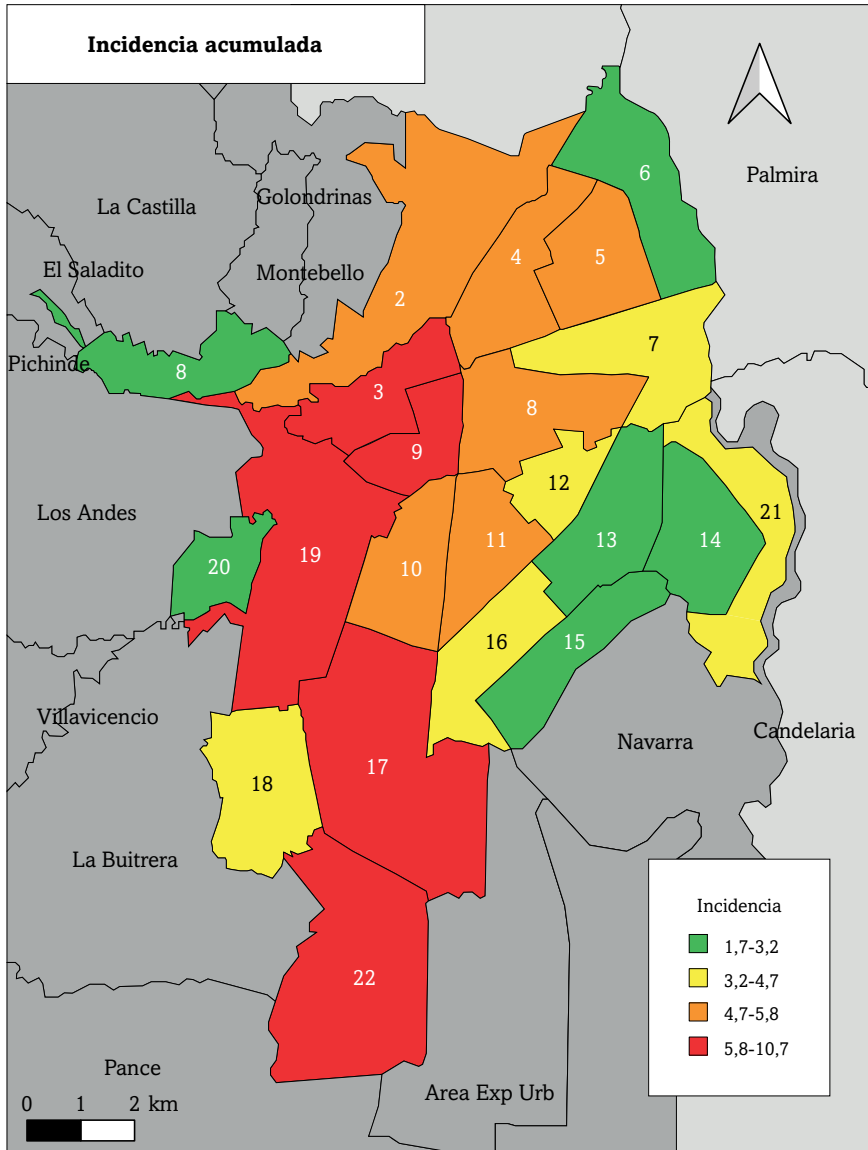 Incidencia acumulada
6
Palmira
Golondrinas
La Castilla
4
5
El Saladito
Montebello
2
7
Pichinde
8
3
8
9
12
Los Andes
21
11
13
14
19
10
20
16
15
Villavicencio
Navarra
Candelaria
17
18
La Buitrera
Incidencia
1,7-3,2
3,2-4,7
22
4,7-5,8
5,8-10,7
Pance
Area Exp Urb
0 1 2 km